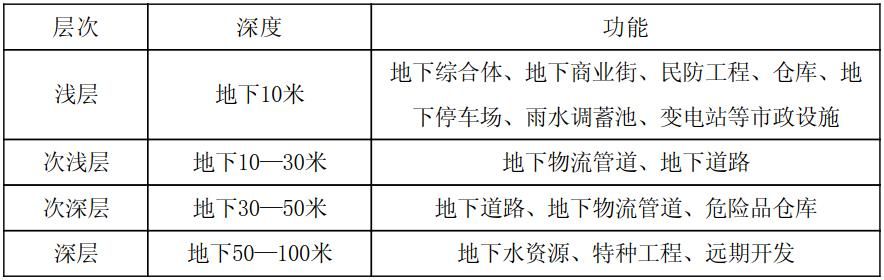 层次 深度 功能
浅层 地下10米 地下综合体、地下商业街、民防工程、仓库、地
下停车场、雨水调蓄池、变电站等市政设施
次浅层 地下10—30米 地下物流管道、地下道路
次深层 地下30—50米 地下道路、地下物流管道、危险品仓库
深层 地下50—100米 地下水资源、特种工程、远期开发